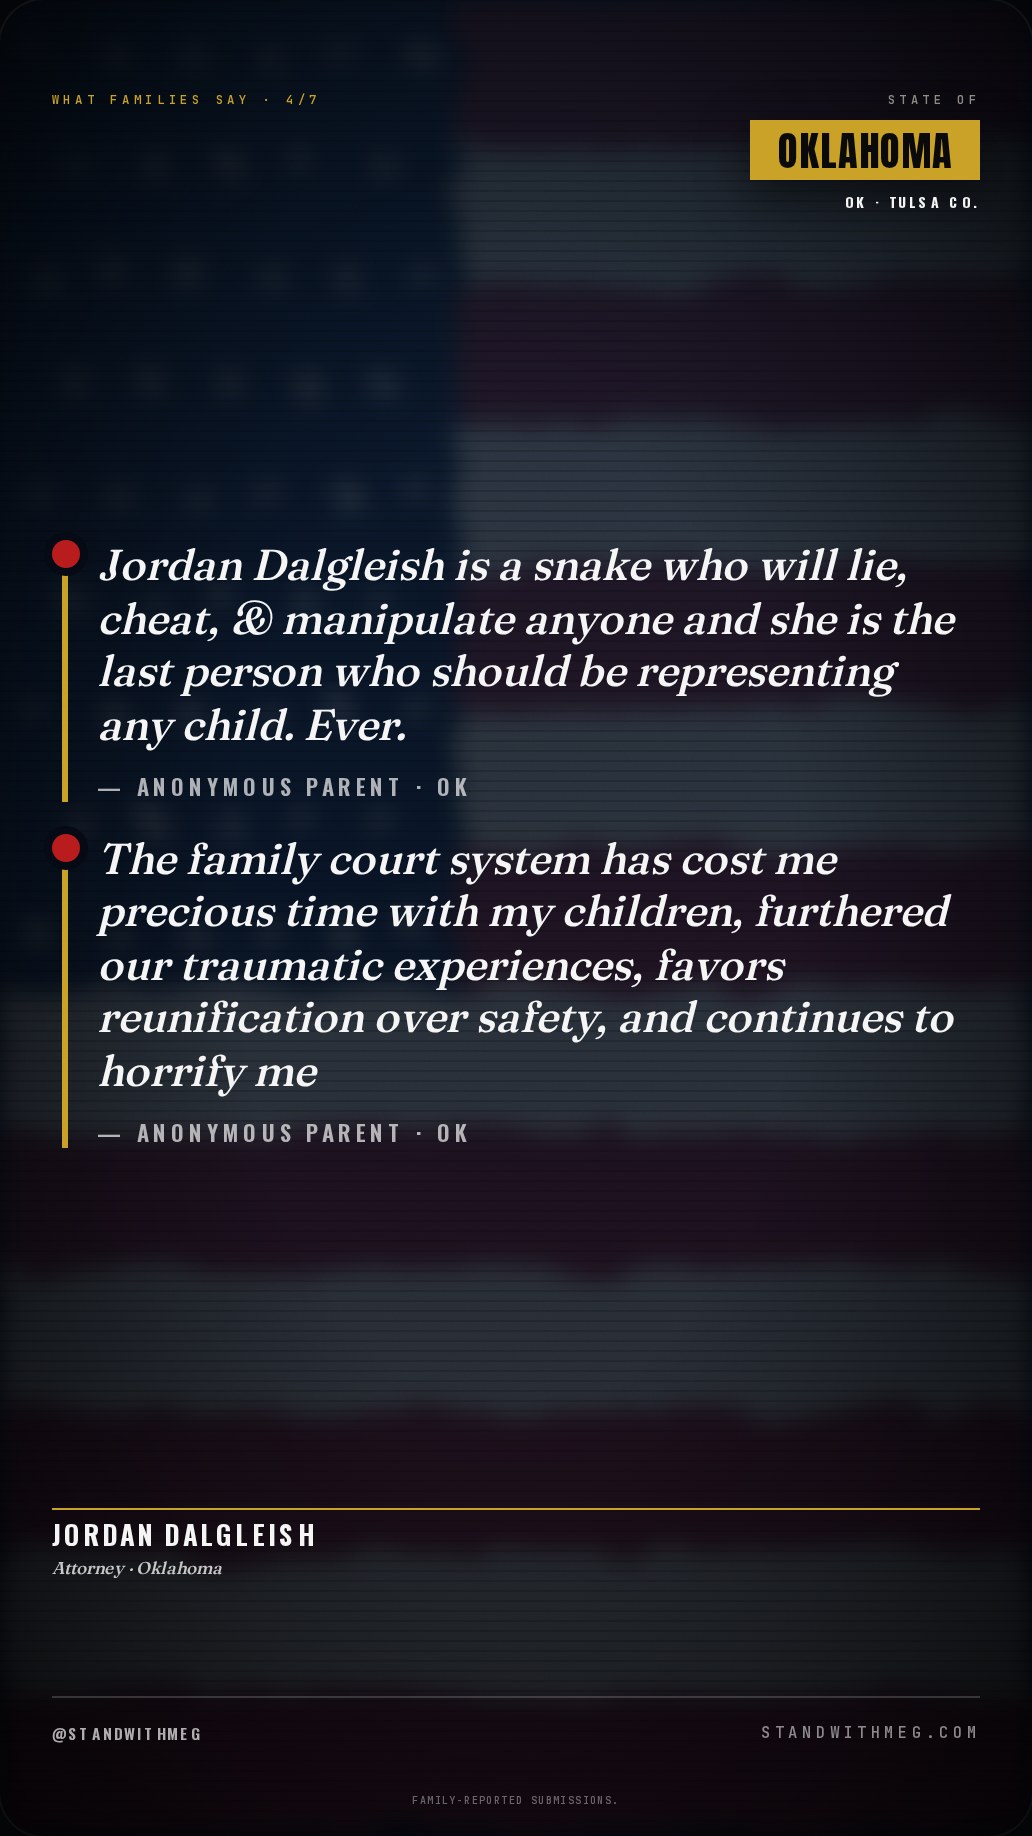 WHAT FAMILIES SAY · 4/7
STATE OF
OKLAHOMA
OK · TULSA CO.
Jordan Dalgleish is a snake who will lie,
cheat, & manipulate anyone and she is the
last person who should be representing
any child. Ever.
— ANONYMOUS PARENT · OK
The family court system has cost me
precious time with my children, furthered
our traumatic experiences, favors
reunification over safety, and continues to
horrify me
— ANONYMOUS PARENT · OK
JORDAN DALGLEISH
Attorney · Oklahoma
@STANDWITHMEG
STANDWITHMEG.COM
FAMILY-REPORTED SUBMISSIONS.